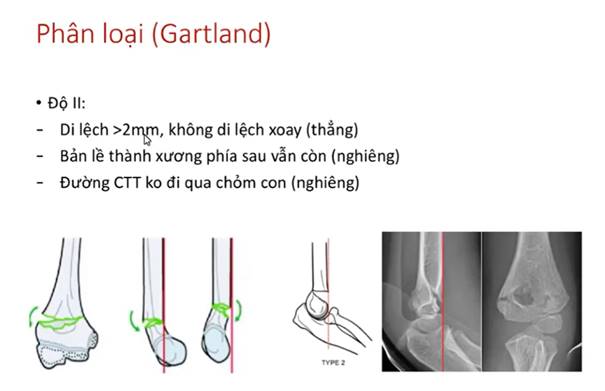 Phân loại (Gartland)
• Độ II:
- Di lệch >2mm, không di lệch xoay (thẳng)
- Bản lề thành xương phía sau vẫn còn (nghiêng)
- Đường CTT ko đi qua chỏm con (nghiêng)
TYPE 2